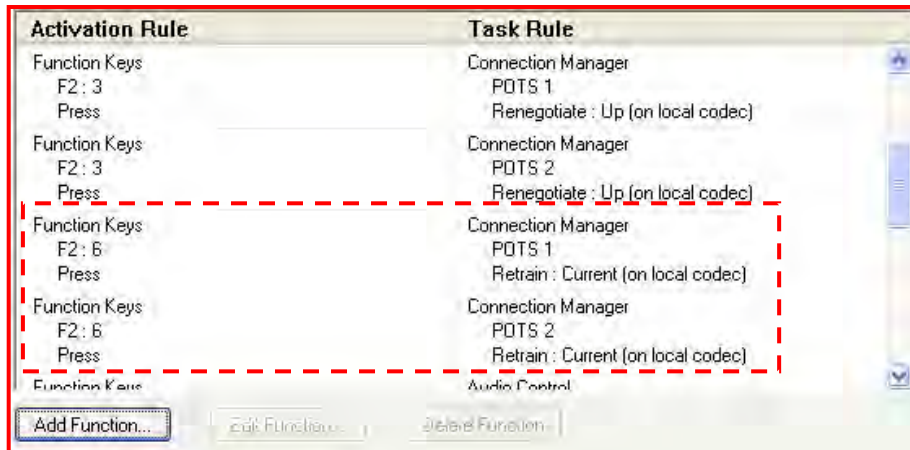 Activation Rule Task Rule
Function Keys Connection Manager
F2 : 3 POTS 1
Press Renegotiate : Up (on local codec)
Function Keys Connection Manager
F2 : 3 POTS 2
Press Renegotiate : Up (on local codec)
Function Keys Connection Manager
F2 : 6 POTS 1
Press Retrain : Current (on local codec)
Function Keys Connection Manager
F2 : 6 POTS 2
Press Retrain : Current (on local codec)
Function Keys Audio Control
Add Function... Edit Function... Delete Function